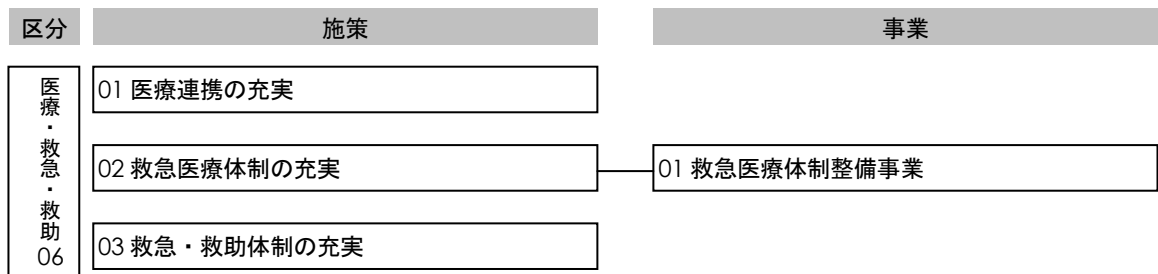 区分
施策
事業
医療・救急・救助06
01 医療連携の充実
02 救急医療体制の充実
01 救急医療体制整備事業
03 救急・救助体制の充実